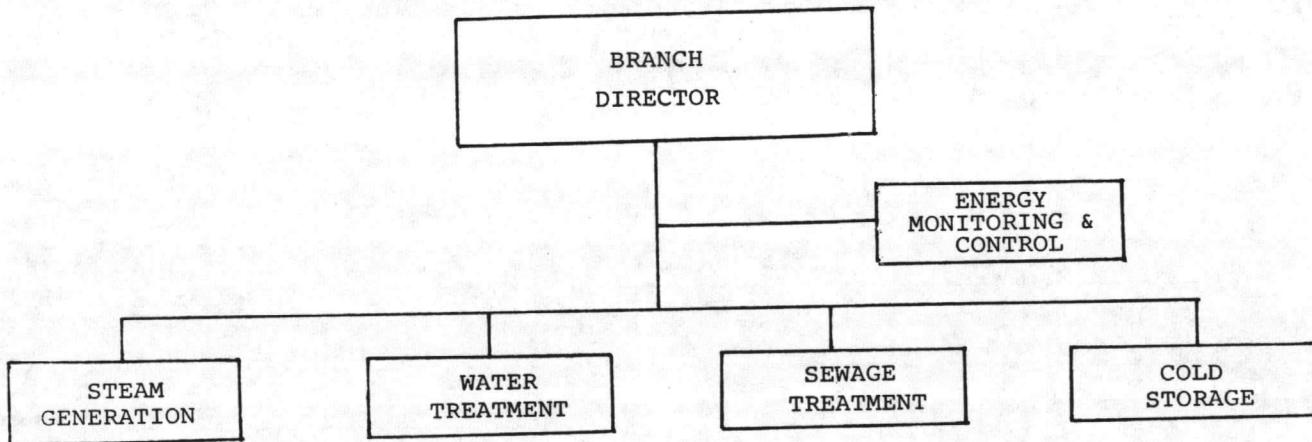 BRANCH
DIRECTOR
ENERGY
MONITORING &
CONTROL
STEAM
GENERATION
WATER
TREATMENT
SEWAGE
TREATMENT
COLD
STORAGE